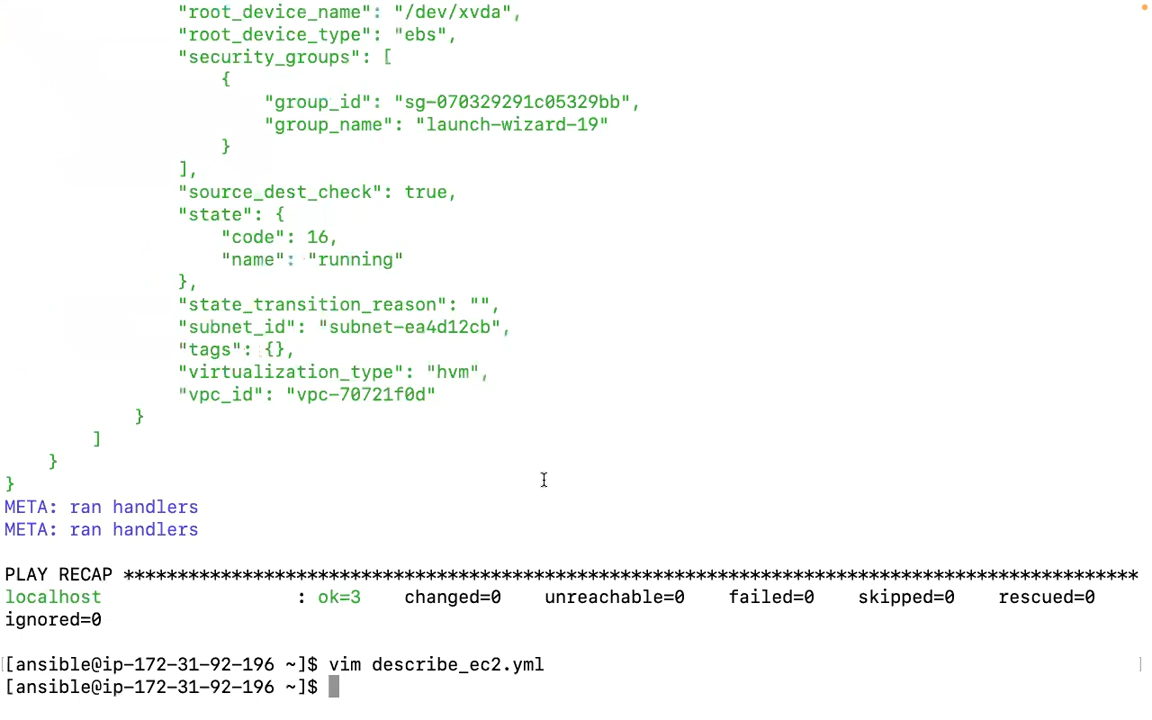 "root_device_name": "/dev/xvda",
"root_device_type": "ebs",
"security_groups": [
{
"group_id": "sg-070329291c05329bb",
"group_name": "launch-wizard-19"
}
],
"source_dest_check": true,
"state": {
"code": 16,
"name": "running"
},
"state_transition_reason": "",
"subnet_id": "subnet-ea4d12cb",
"tags": {},
"virtualization_type": "hvm",
"vpc_id": "vpc-70721f0d"
}
]
}
}
META: ran handlers
META: ran handlers
PLAY RECAP ***********************************************************************************************
localhost : ok=3 changed=0 unreachable=0 failed=0 skipped=0 rescued=0
ignored=0
[ansible@ip-172-31-92-196 ~]$ vim describe_ec2.yml
[ansible@ip-172-31-92-196 ~]$